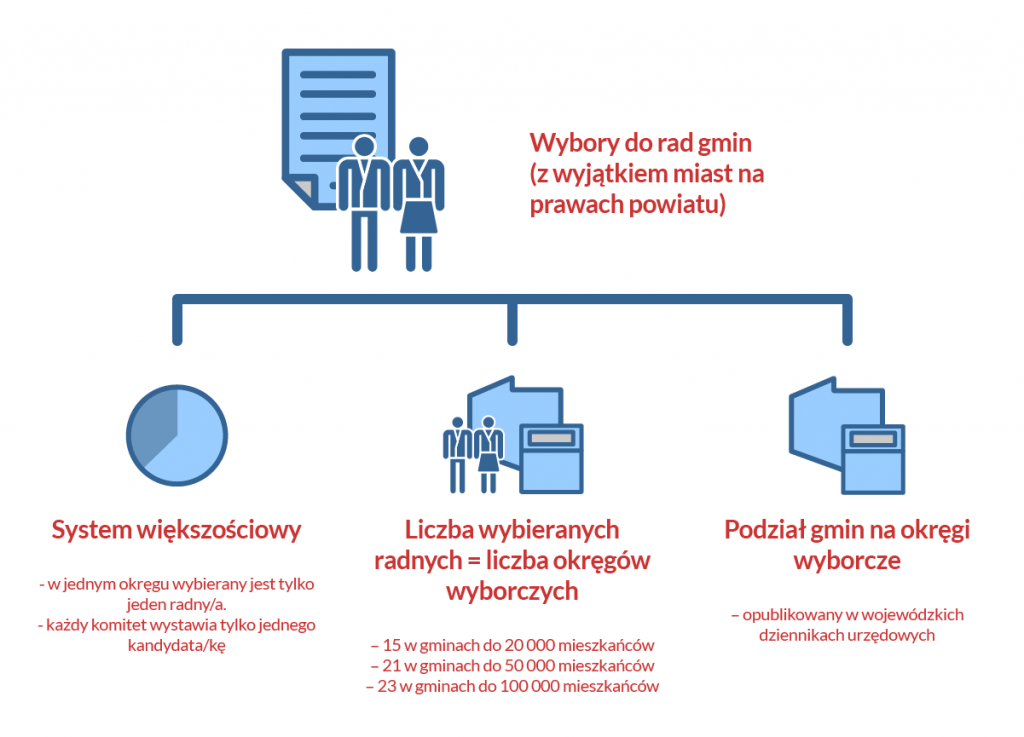 Wybory do rad gmin
(z wyjątkiem miast na
prawach powiatu)
System większościowy
- w jednym okręgu wybierany jest tylko
jeden radny/a.
- każdy komitet wystawia tylko jednego
kandydata/kę
Liczba wybieranych
radnych = liczba okręgów
wyborczych
– 15 w gminach do 20 000 mieszkańców
– 21 w gminach do 50 000 mieszkańców
– 23 w gminach do 100 000 mieszkańców
Podział gmin na okręgi
wyborcze
– opublikowany w wojewódzkich
dziennikach urzędowych